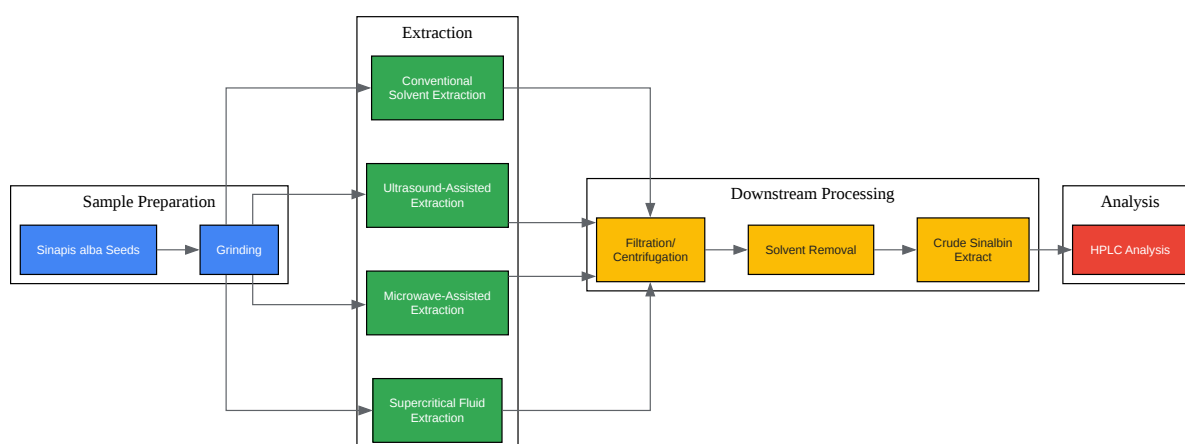 Extraction
Conventional
Solvent Extraction
Ultrasound-Assisted
Extraction
Microwave-Assisted
Extraction
Supercritical Fluid
Extraction
Sample Preparation
Sinapis alba Seeds
Grinding
Downstream Processing
Filtration/
Centrifugation
Solvent Removal
Crude Sinalbin
Extract
Analysis
HPLC Analysis